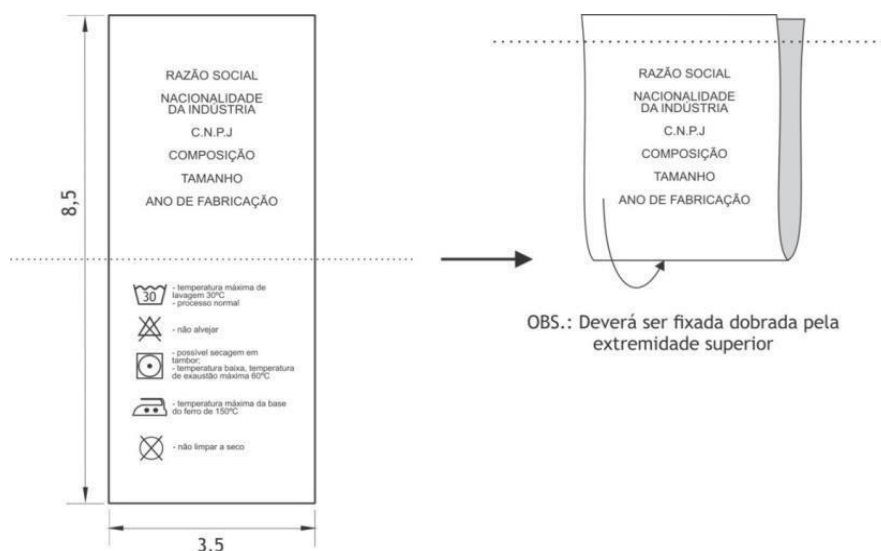 RAZÃO SOCIAL
NACIONALIDADE
DA INDÚSTRIA
C.N.P.J
COMPOSIÇÃO
TAMANHO
ANO DE FABRICAÇÃO
8,5
30
- temperatura máxima de
lavagem 30ºC
- processo normal
- não alvejar
- possível secagem em
tambor;
- temperatura baixa, temperatura
de exaustão máxima 60ºC
- temperatura máxima da base
do ferro de 150ºC
- não limpar a seco
3,5
RAZÃO SOCIAL
NACIONALIDADE
DA INDÚSTRIA
C.N.P.J
COMPOSIÇÃO
TAMANHO
ANO DE FABRICAÇÃO
OBS.: Deverá ser fixada dobrada pela
extremidade superior